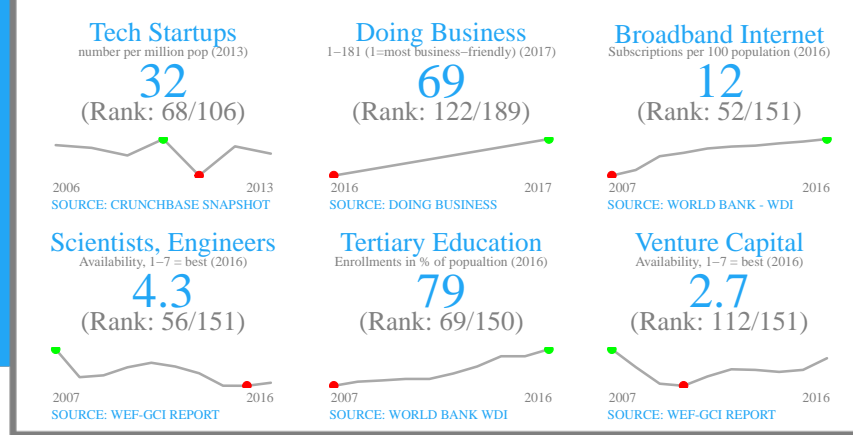 Tech Startups
number per million pop (2013)
32
(Rank: 68/106)
2006 2013
SOURCE: CRUNCHBASE SNAPSHOT
Doing Business
1−181 (1=most business−friendly) (2017)
69
(Rank: 122/189)
2016 2017
SOURCE: DOING BUSINESS
Broadband Internet
Subscriptions per 100 population (2016)
12
(Rank: 52/151)
2007 2016
SOURCE: WORLD BANK - WDI
Scientists, Engineers
Availability, 1−7 = best (2016)
4.3
(Rank: 56/151)
2007 2016
SOURCE: WEF-GCI REPORT
Tertiary Education
Enrollments in % of popualtion (2016)
79
(Rank: 69/150)
2007 2016
SOURCE: WORLD BANK WDI
Venture Capital
Availability, 1−7 = best (2016)
2.7
(Rank: 112/151)
2007 2016
SOURCE: WEF-GCI REPORT